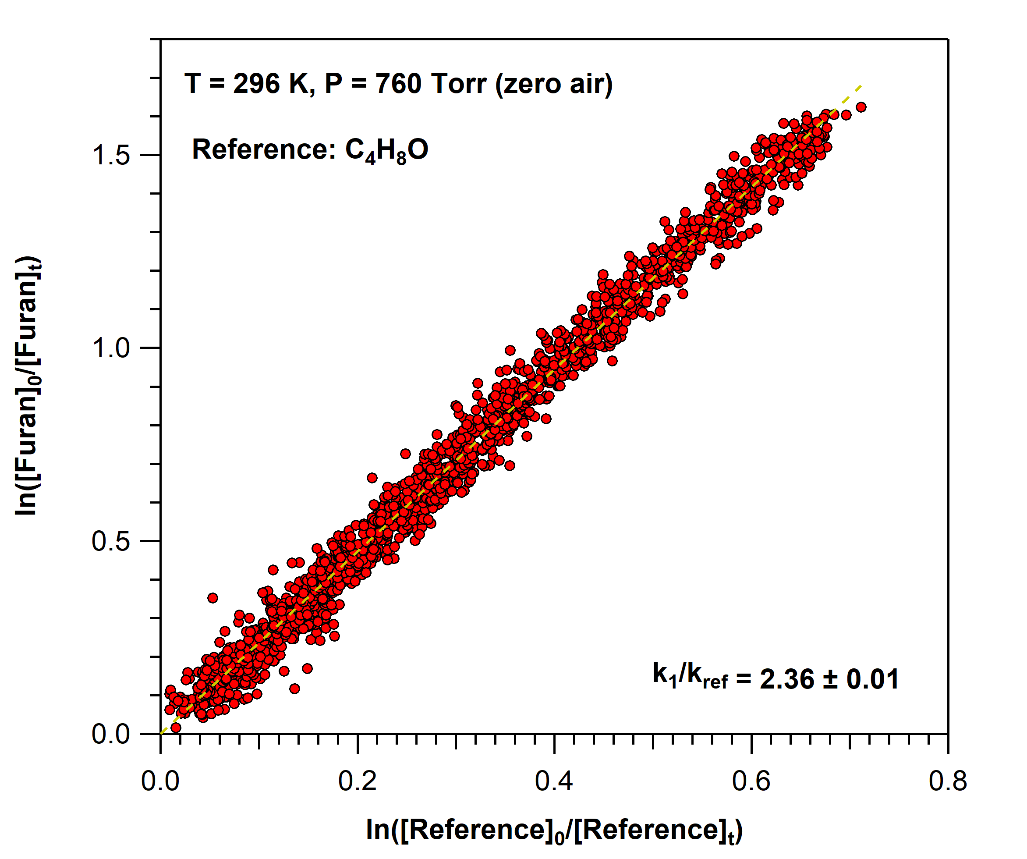 T = 296 K, P = 760 Torr (zero air)
Reference: C₄H₈O
1.5
1.0
0.5
0.0
ln([Furan]₀/[Furan]ₜ)
k₁/kref = 2.36 ± 0.01
0.0 0.2 0.4 0.6 0.8
ln([Reference]₀/[Reference]ₜ)